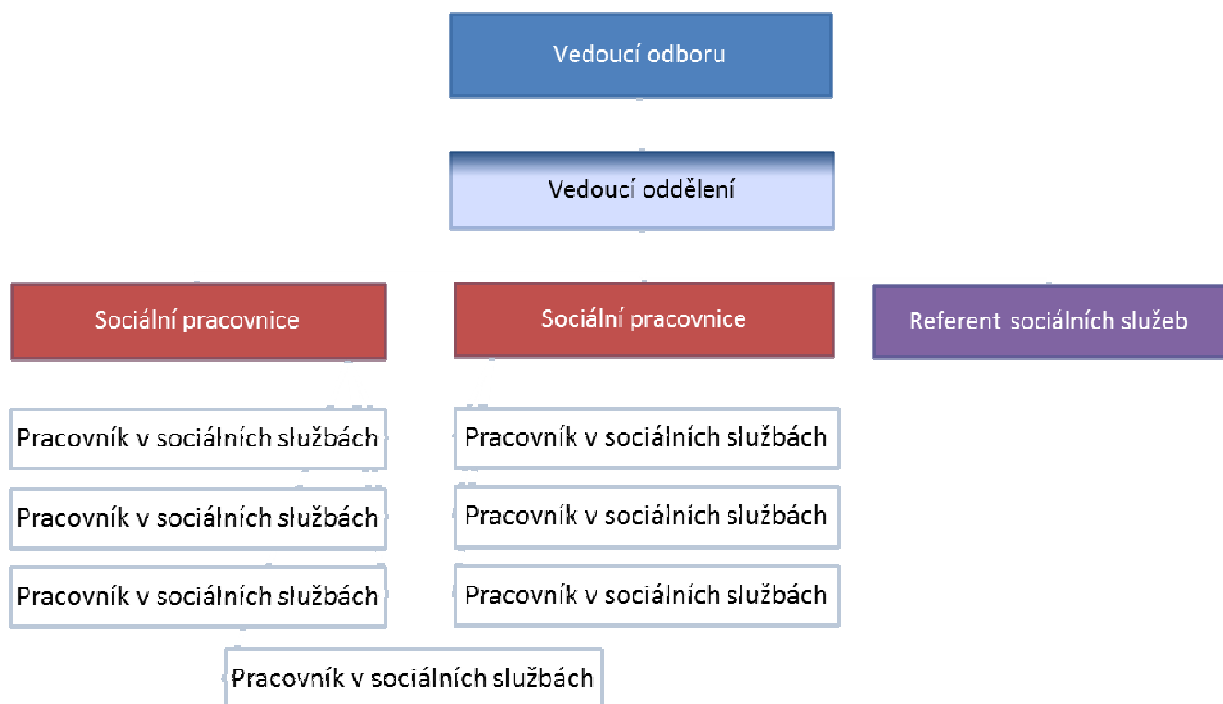 Vedoucí odboru
Vedoucí oddělení
Sociální pracovnice
Sociální pracovnice
Referent sociálních služeb
Pracovník v sociálních službách
Pracovník v sociálních službách
Pracovník v sociálních službách
Pracovník v sociálních službách
Pracovník v sociálních službách
Pracovník v sociálních službách
Pracovník v sociálních službách